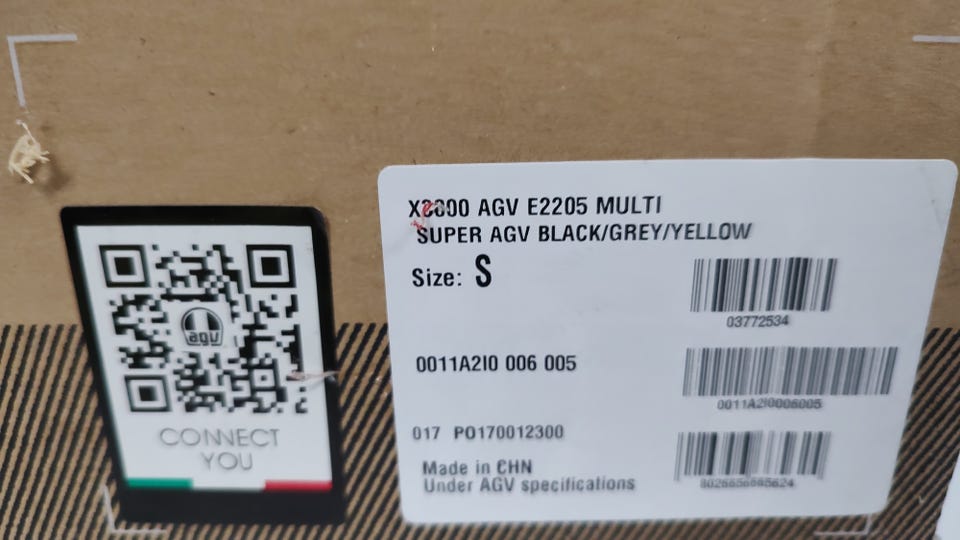 agv
CONNECT
YOU
X3000 AGV E2205 MULTI
SUPER AGV BLACK/GREY/YELLOW
Size: S
03772534
0011A2I0 006 005
0011A2I0006005
017 PO170012300
Made in CHN
Under AGV specifications